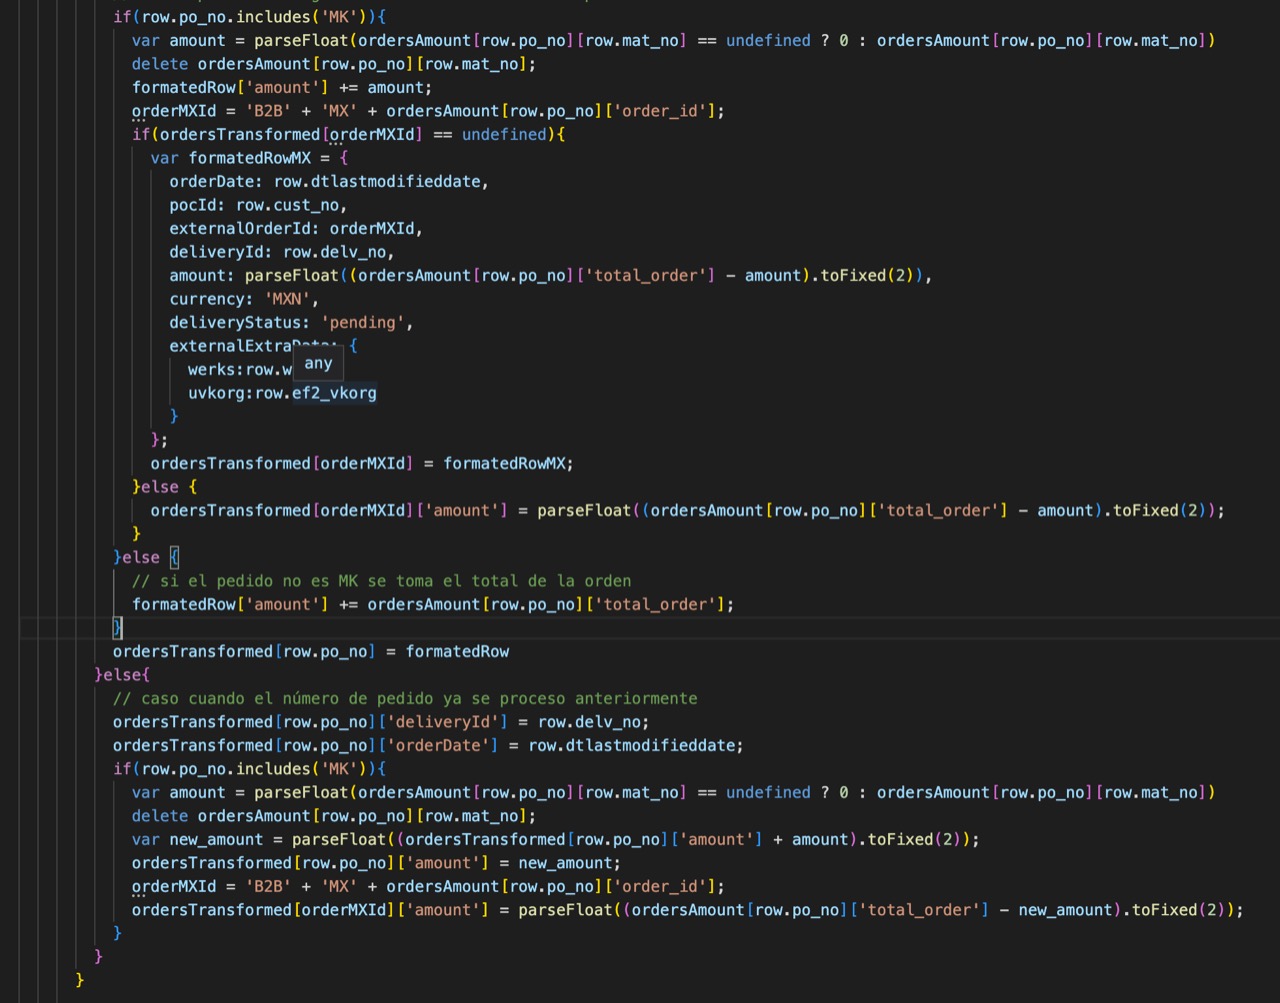 if(row.po_no.includes('MK')){
var amount = parseFloat(ordersAmount[row.po_no][row.mat_no] == undefined ? 0 : ordersAmount[row.po_no][row.mat_no])
delete ordersAmount[row.po_no][row.mat_no];
formatedRow['amount'] += amount;
orderMXId = 'B2B' + 'MX' + ordersAmount[row.po_no]['order_id'];
if(ordersTransformed[orderMXId] == undefined){
var formatedRowMX = {
orderDate: row.dtlastmodifieddate,
pocId: row.cust_no,
externalOrderId: orderMXId,
deliveryId: row.delv_no,
amount: parseFloat((ordersAmount[row.po_no]['total_order'] - amount).toFixed(2)),
currency: 'MXN',
deliveryStatus: 'pending',
externalExtraData: {
any
werks:row.w
uvkorg:row.ef2_vkorg
}
};
ordersTransformed[orderMXId] = formatedRowMX;
}else {
ordersTransformed[orderMXId]['amount'] = parseFloat((ordersAmount[row.po_no]['total_order'] - amount).toFixed(2));
}
}else {
// si el pedido no es MK se toma el total de la orden
formatedRow['amount'] += ordersAmount[row.po_no]['total_order'];
}
ordersTransformed[row.po_no] = formatedRow
}else{
// caso cuando el número de pedido ya se proceso anteriormente
ordersTransformed[row.po_no]['deliveryId'] = row.delv_no;
ordersTransformed[row.po_no]['orderDate'] = row.dtlastmodifieddate;
if(row.po_no.includes('MK')){
var amount = parseFloat(ordersAmount[row.po_no][row.mat_no] == undefined ? 0 : ordersAmount[row.po_no][row.mat_no])
delete ordersAmount[row.po_no][row.mat_no];
var new_amount = parseFloat((ordersTransformed[row.po_no]['amount'] + amount).toFixed(2));
ordersTransformed[row.po_no]['amount'] = new_amount;
orderMXId = 'B2B' + 'MX' + ordersAmount[row.po_no]['order_id'];
ordersTransformed[orderMXId]['amount'] = parseFloat((ordersAmount[row.po_no]['total_order'] - new_amount).toFixed(2));
}
}
}